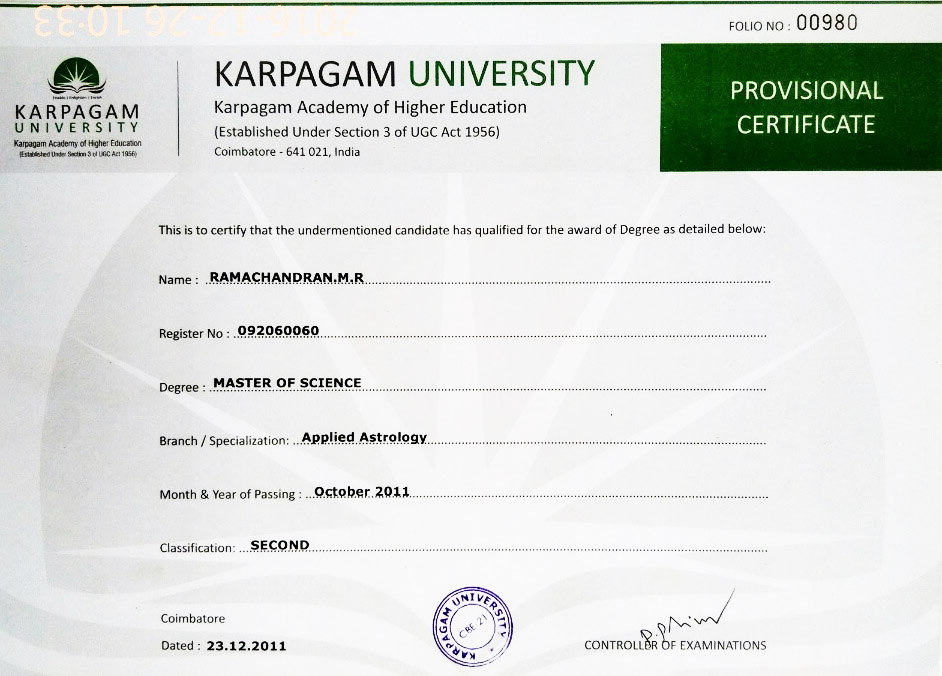 2016-12-26 10:33
FOLIO NO : 00980
KARPAGAM
UNIVERSITY
Karpagam Academy of Higher Education
(Established Under Section 3 of UGC Act 1956)
KARPAGAM UNIVERSITY
Karpagam Academy of Higher Education
(Established Under Section 3 of UGC Act 1956)
Coimbatore - 641 021, India
PROVISIONAL
CERTIFICATE
This is to certify that the undermentioned candidate has qualified for the award of Degree as detailed below:
Name : RAMACHANDRAN.M.R
Register No : 092060060
Degree : MASTER OF SCIENCE
Branch / Specialization: Applied Astrology
Month & Year of Passing : October 2011
Classification: SECOND
Coimbatore
Dated : 23.12.2011
KARPAGAM UNIVERSITY
CBE 21
CONTROLLER OF EXAMINATIONS